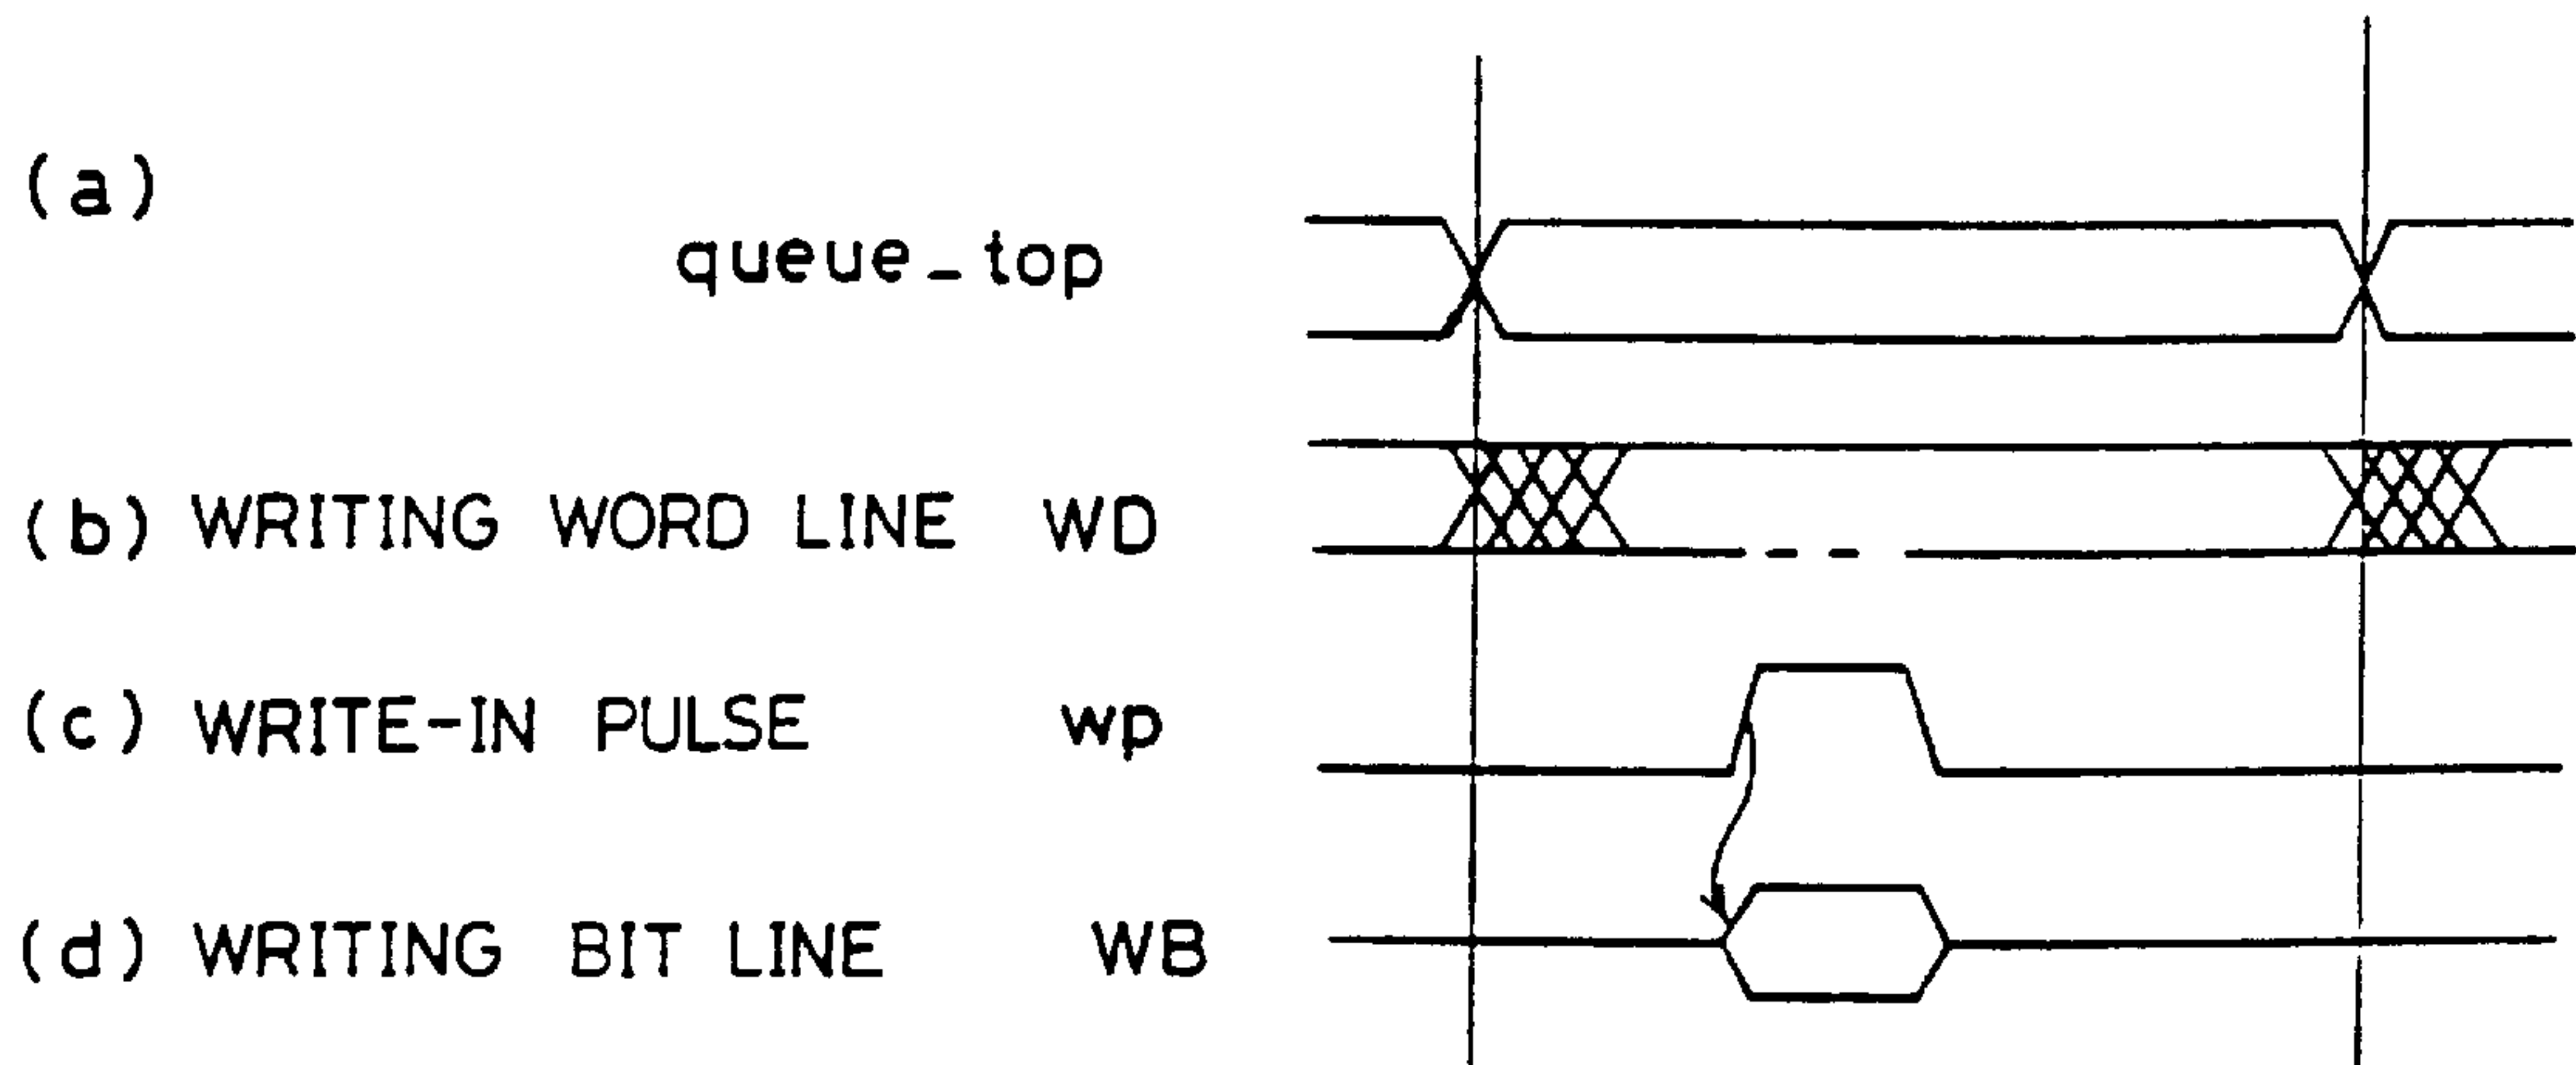 (a)
queue_top
(b) WRITING WORD LINE WD
(c) WRITE-IN PULSE wp
(d) WRITING BIT LINE WB